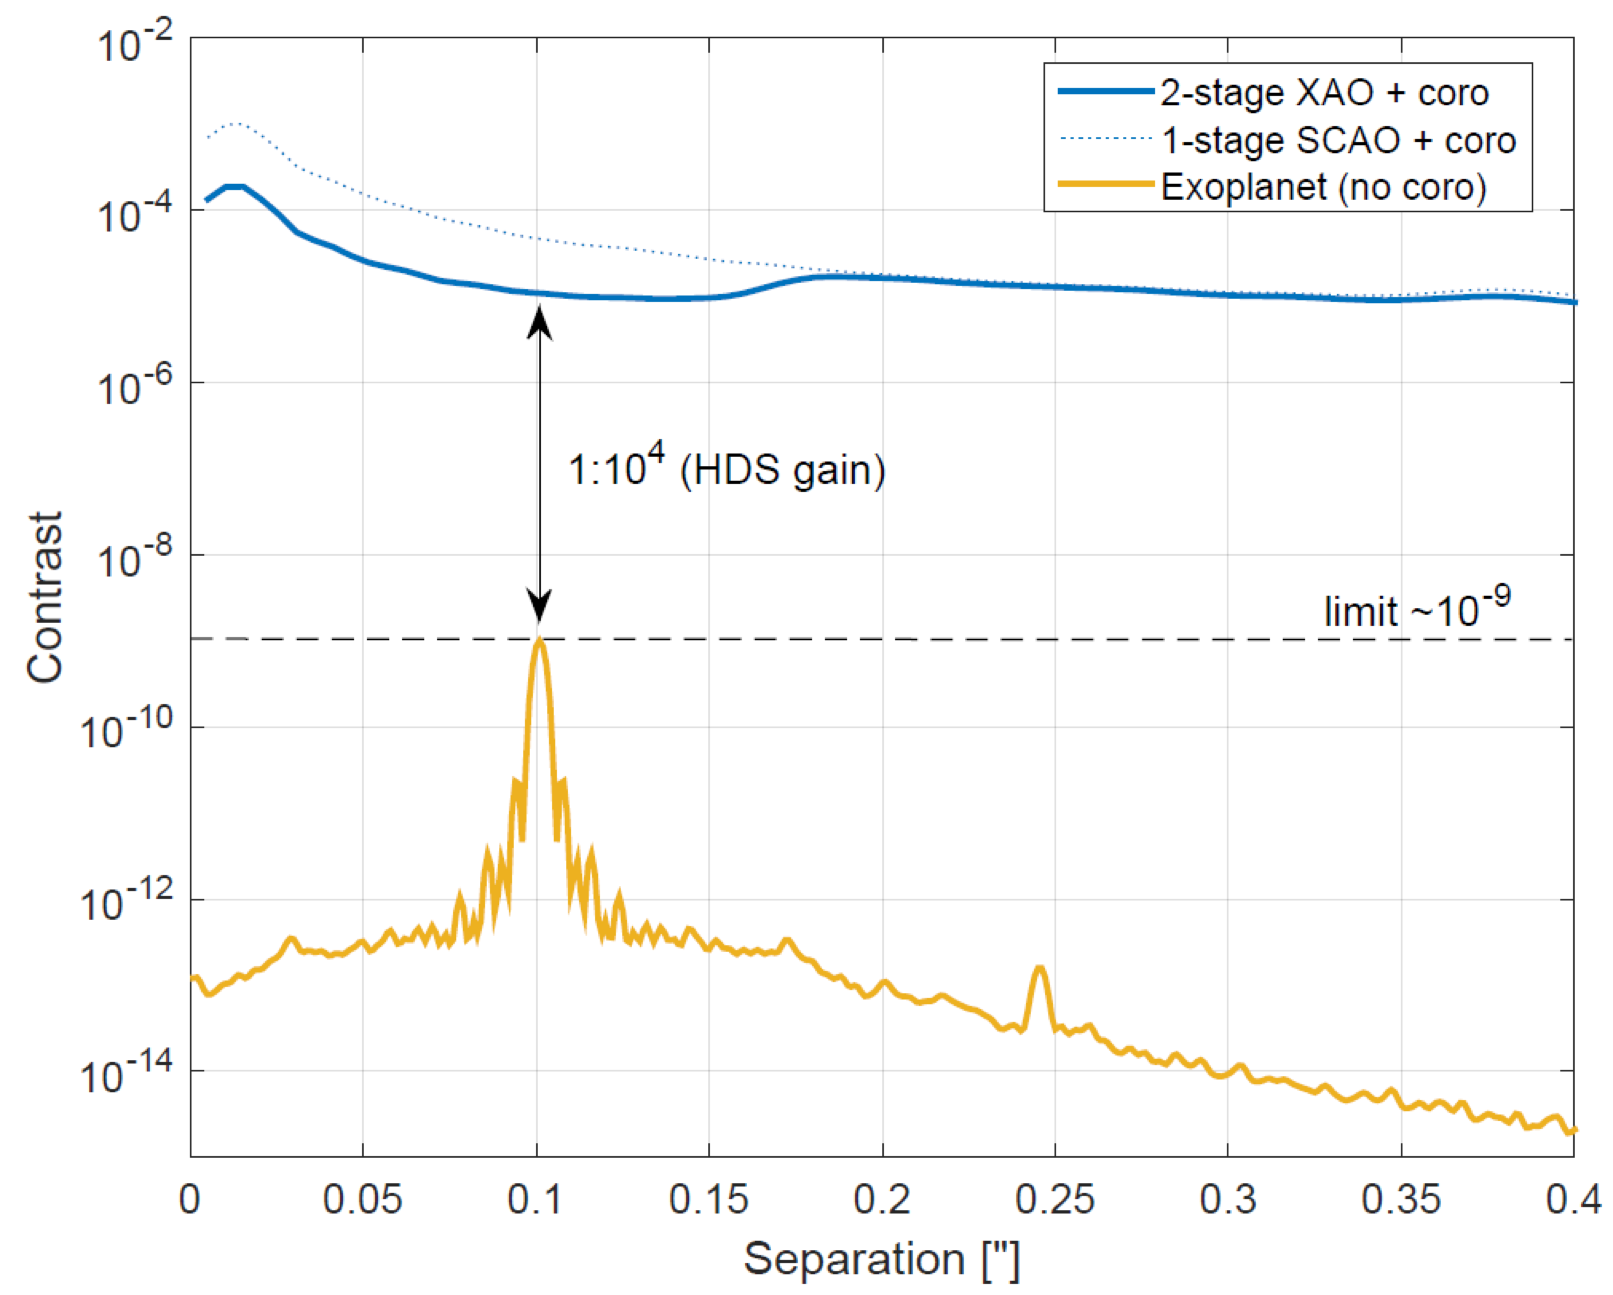 10^-2
10^-4
10^-6
10^-8
10^-10
10^-12
10^-14
Contrast
2-stage XAO + coro
1-stage SCAO + coro
Exoplanet (no coro)
1:10^4 (HDS gain)
limit ~10^-9
0 0.05 0.1 0.15 0.2 0.25 0.3 0.35 0.4
Separation ["]